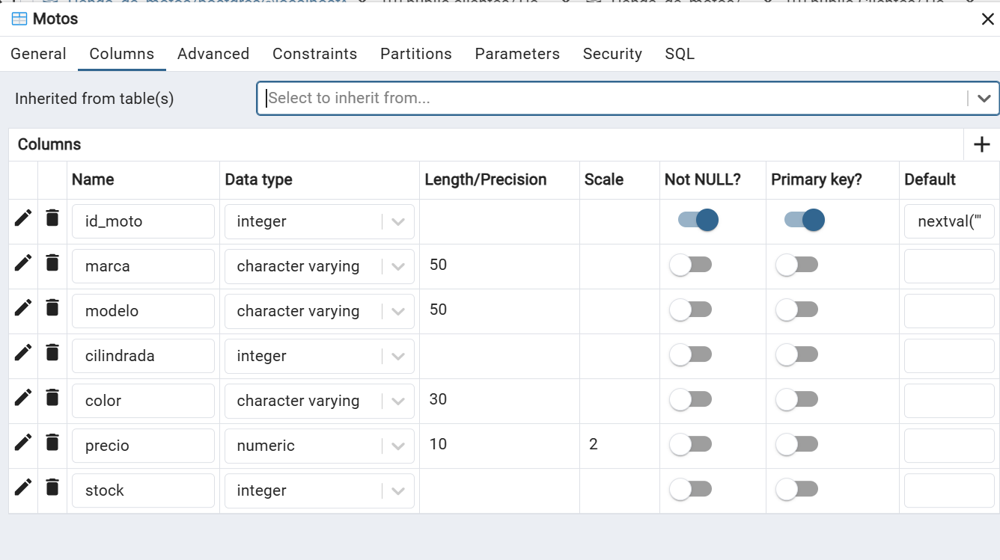 Motos
General Columns Advanced Constraints Partitions Parameters Security SQL
Inherited from table(s) Select to inherit from...
Columns
Name Data type Length/Precision Scale Not NULL? Primary key? Default
id_moto integer nextval('"
marca character varying 50
modelo character varying 50
cilindrada integer
color character varying 30
precio numeric 10 2
stock integer